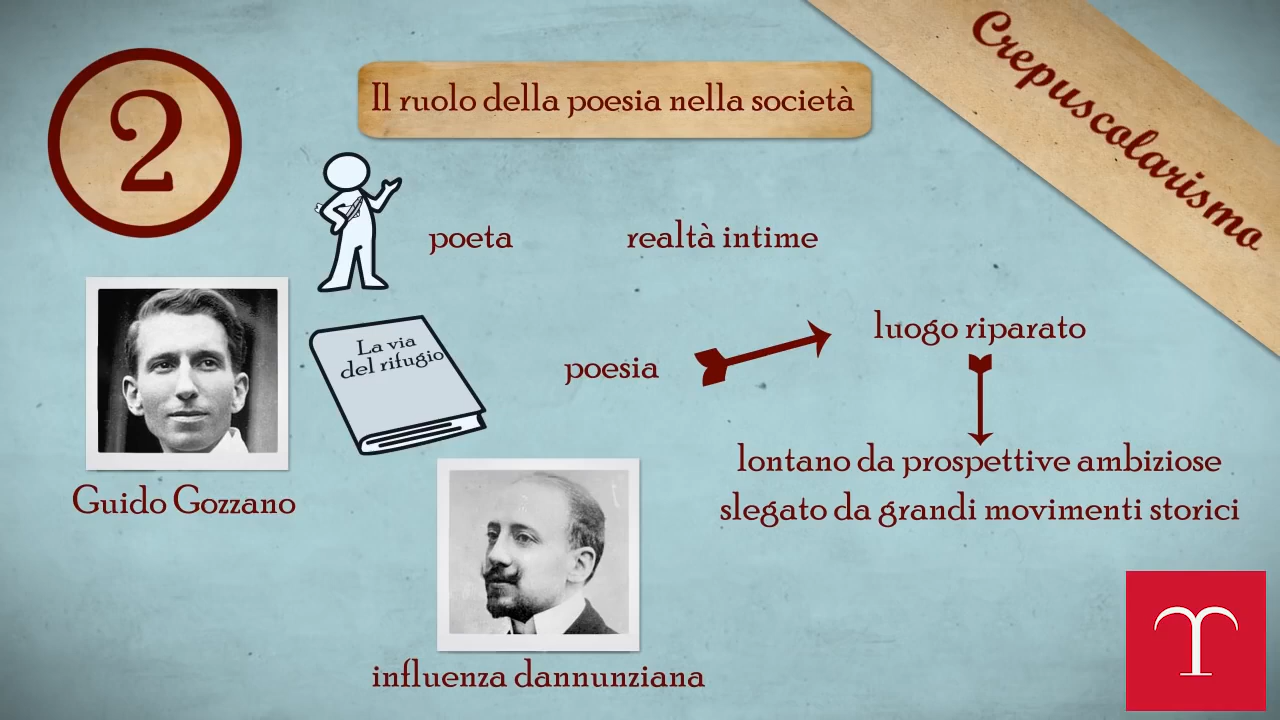 Crepuscolarismo
2
Il ruolo della poesia nella società
poeta
realtà intime
La via
del rifugio
poesia
luogo riparato
lontano da prospettive ambiziose
slegato da grandi movimenti storici
Guido Gozzano
influenza dannunziana